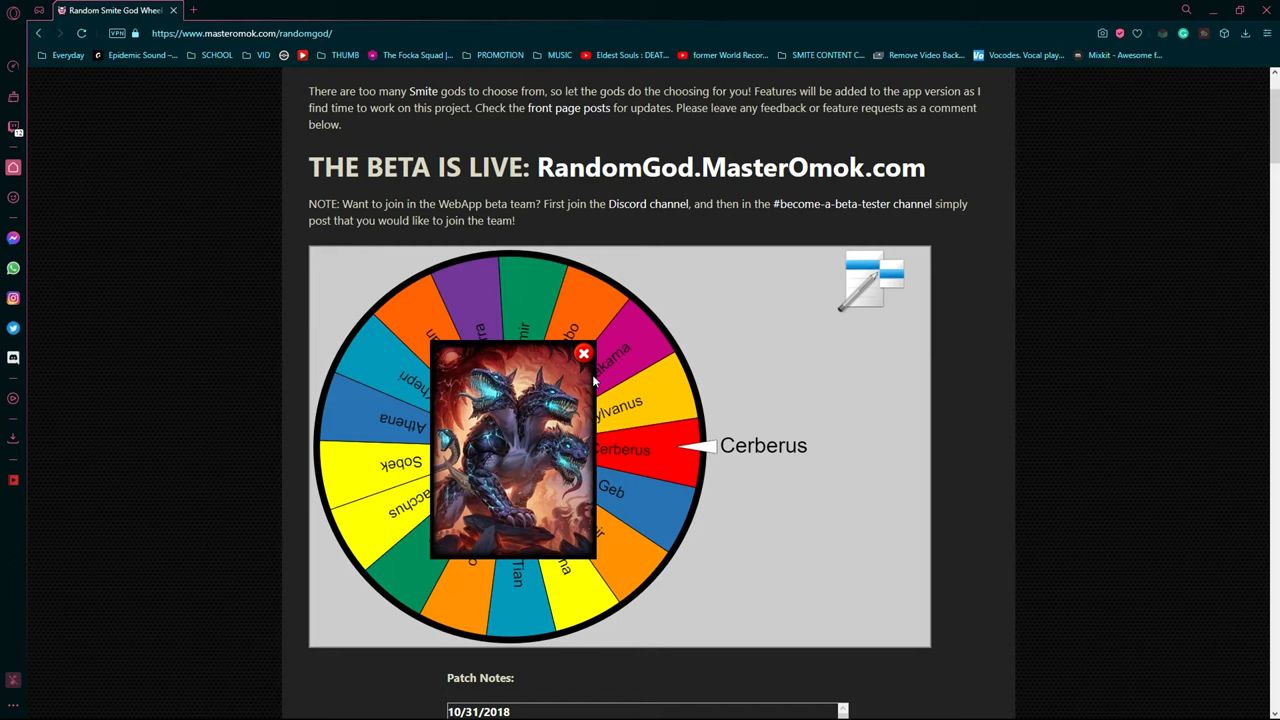 Random Smite God Wheel
https://www.masteromok.com/randomgod/
VPN
Everyday
Epidemic Sound –...
SCHOOL
VID
THUMB
The Focka Squad |...
PROMOTION
MUSIC
Eldest Souls : DEAT...
former World Recor...
SMITE CONTENT C...
Remove Video Back...
Vocodes. Vocal play...
Mixkit - Awesome f...
There are too many Smite gods to choose from, so let the gods do the choosing for you! Features will be added to the app version as I
find time to work on this project. Check the front page posts for updates. Please leave any feedback or feature requests as a comment
below.
THE BETA IS LIVE: RandomGod.MasterOmok.com
NOTE: Want to join in the WebApp beta team? First join the Discord channel, and then in the #become-a-beta-tester channel simply
post that you would like to join the team!
Khepri
Athena
Sobek
Tian
Geb
Cerberus
Patch Notes:
10/31/2018
12